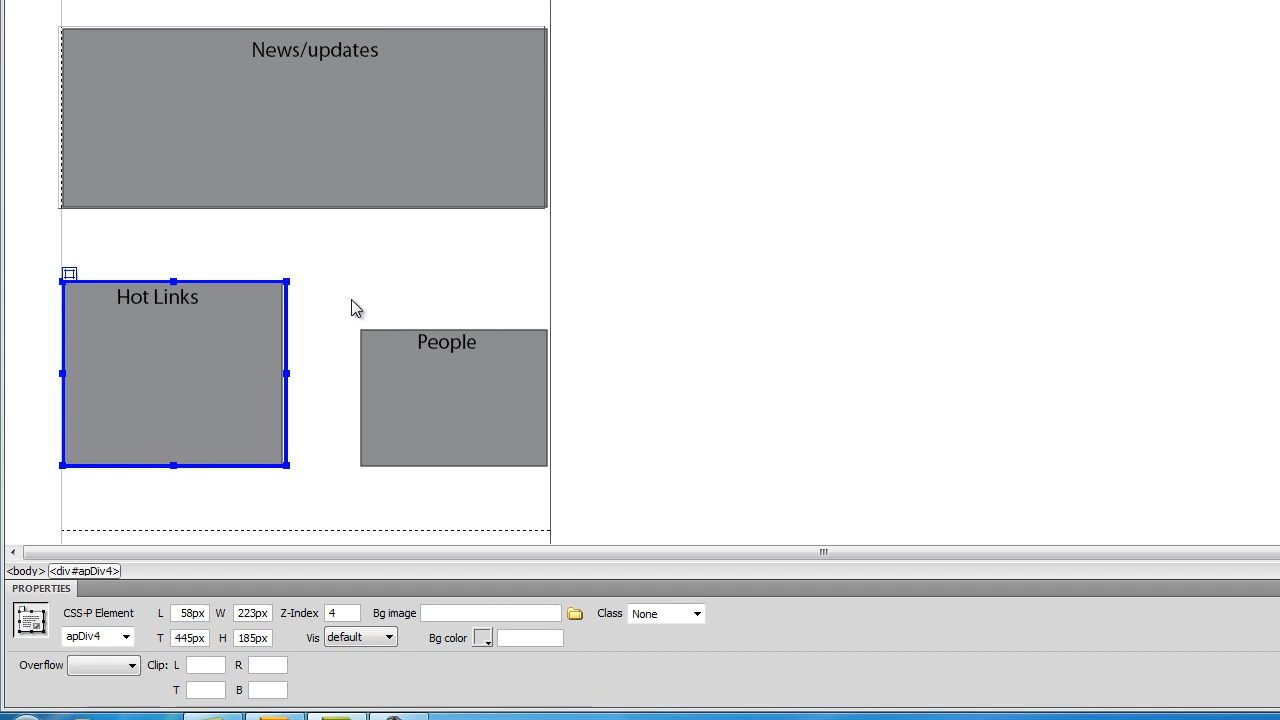 News/updates
Hot Links
People
<body> <div#apDiv4>
PROPERTIES
CSS-P Element L 58px W 223px Z-Index 4 Bg image Class None
apDiv4 T 445px H 185px Vis default Bg color
Overflow Clip: L R
T B